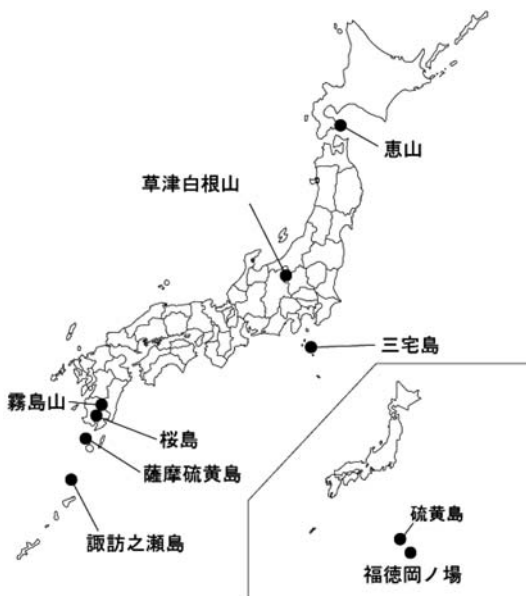 恵山
草津白根山
三宅島
霧島山
桜島
薩摩硫黄島
諏訪之瀬島
硫黄島
福徳岡ノ場